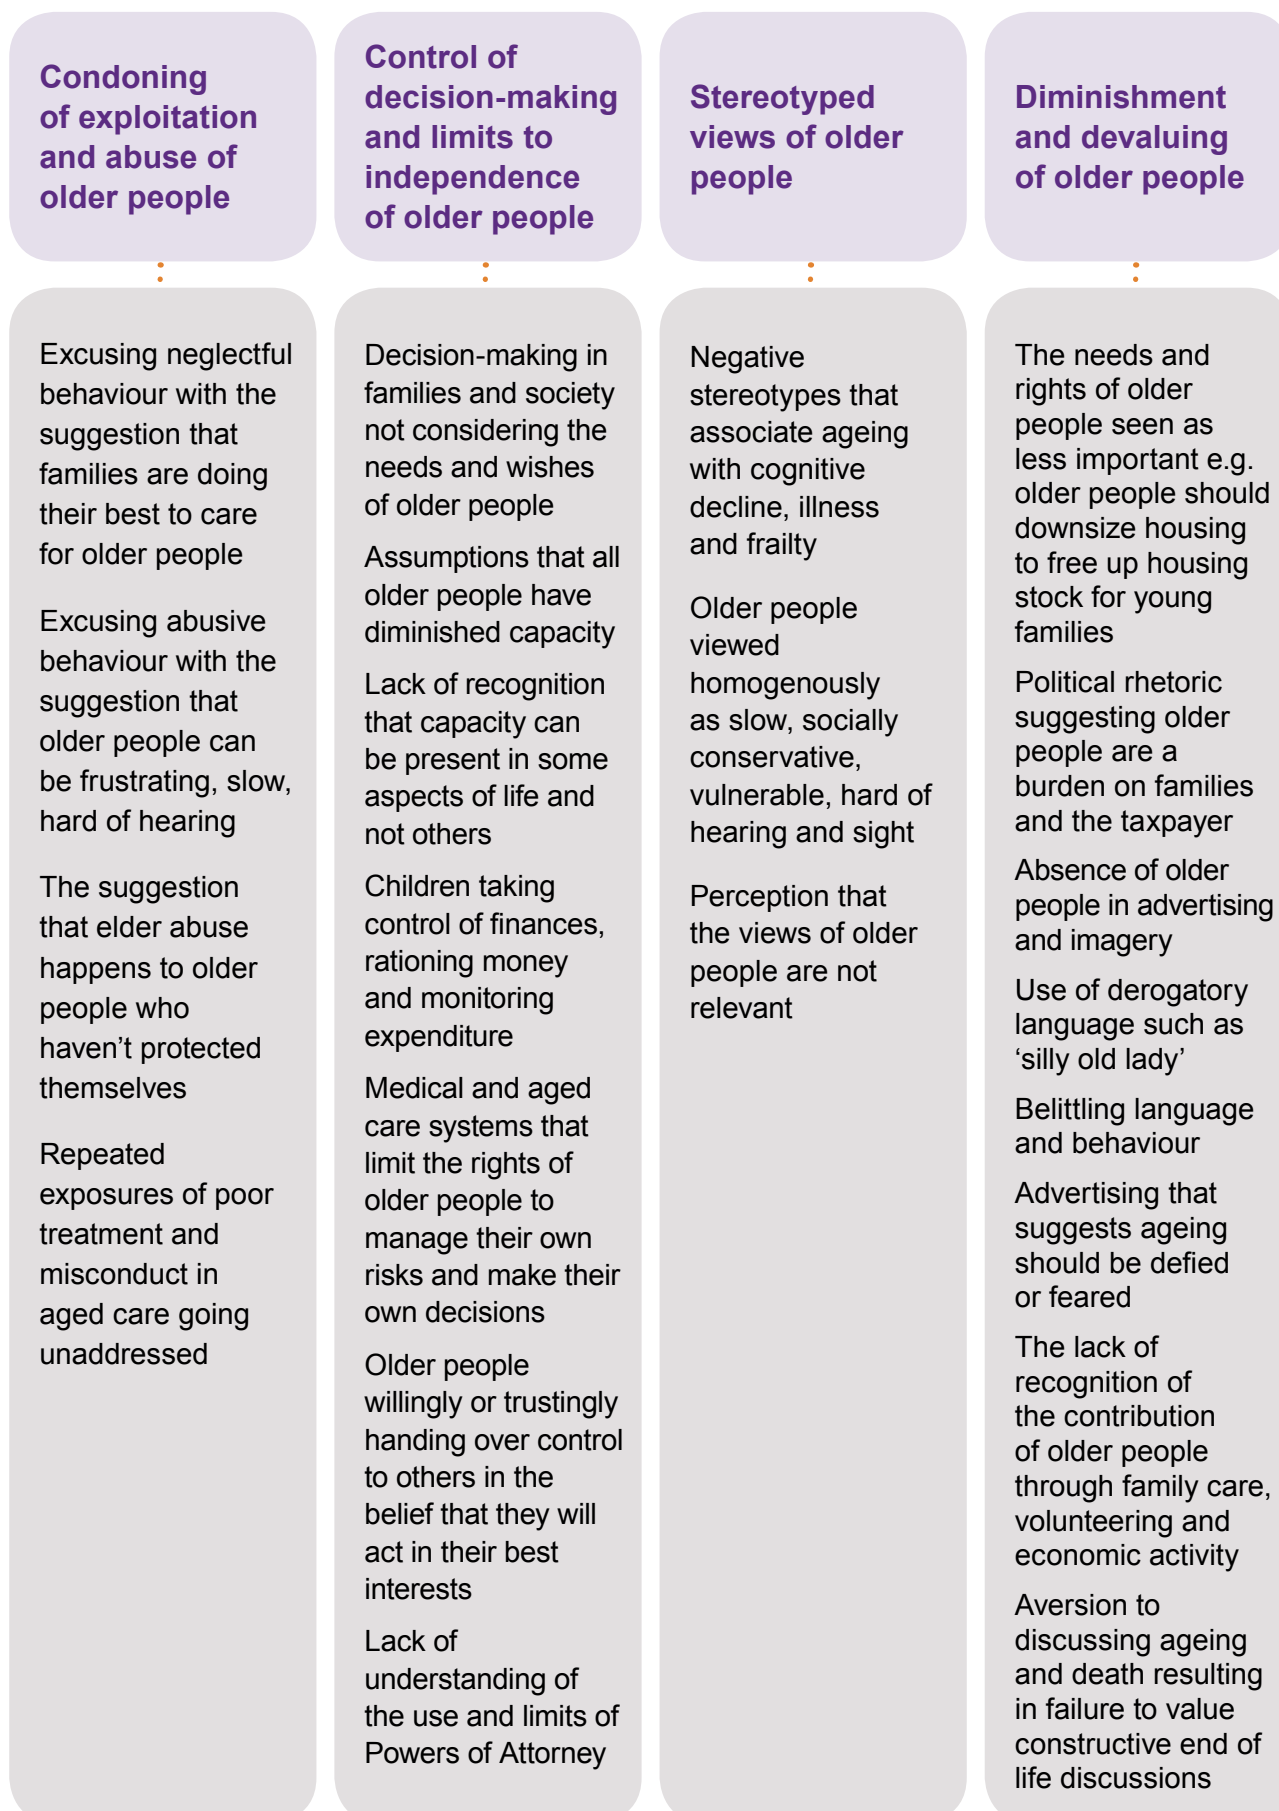 Condoning
of exploitation
and abuse of
older people
Excusing neglectful
behaviour with the
suggestion that
families are doing
their best to care
for older people
Excusing abusive
behaviour with the
suggestion that
older people can
be frustrating, slow,
hard of hearing
The suggestion
that elder abuse
happens to older
people who
haven’t protected
themselves
Repeated
exposures of poor
treatment and
misconduct in
aged care going
unaddressed
Control of
decision-making
and limits to
independence
of older people
Decision-making in
families and society
not considering the
needs and wishes
of older people
Assumptions that all
older people have
diminished capacity
Lack of recognition
that capacity can
be present in some
aspects of life and
not others
Children taking
control of finances,
rationing money
and monitoring
expenditure
Medical and aged
care systems that
limit the rights of
older people to
manage their own
risks and make their
own decisions
Older people
willingly or trustingly
handing over control
to others in the
belief that they will
act in their best
interests
Lack of
understanding of
the use and limits of
Powers of Attorney
Stereotyped
views of older
people
Negative
stereotypes that
associate ageing
with cognitive
decline, illness
and frailty
Older people
viewed
homogenously
as slow, socially
conservative,
vulnerable, hard of
hearing and sight
Perception that
the views of older
people are not
relevant
Diminishment
and devaluing
of older people
The needs and
rights of older
people seen as
less important e.g.
older people should
downsize housing
to free up housing
stock for young
families
Political rhetoric
suggesting older
people are a
burden on families
and the taxpayer
Absence of older
people in advertising
and imagery
Use of derogatory
language such as
‘silly old lady’
Belittling language
and behaviour
Advertising that
suggests ageing
should be defied
or feared
The lack of
recognition of
the contribution
of older people
through family care,
volunteering and
economic activity
Aversion to
discussing ageing
and death resulting
in failure to value
constructive end of
life discussions